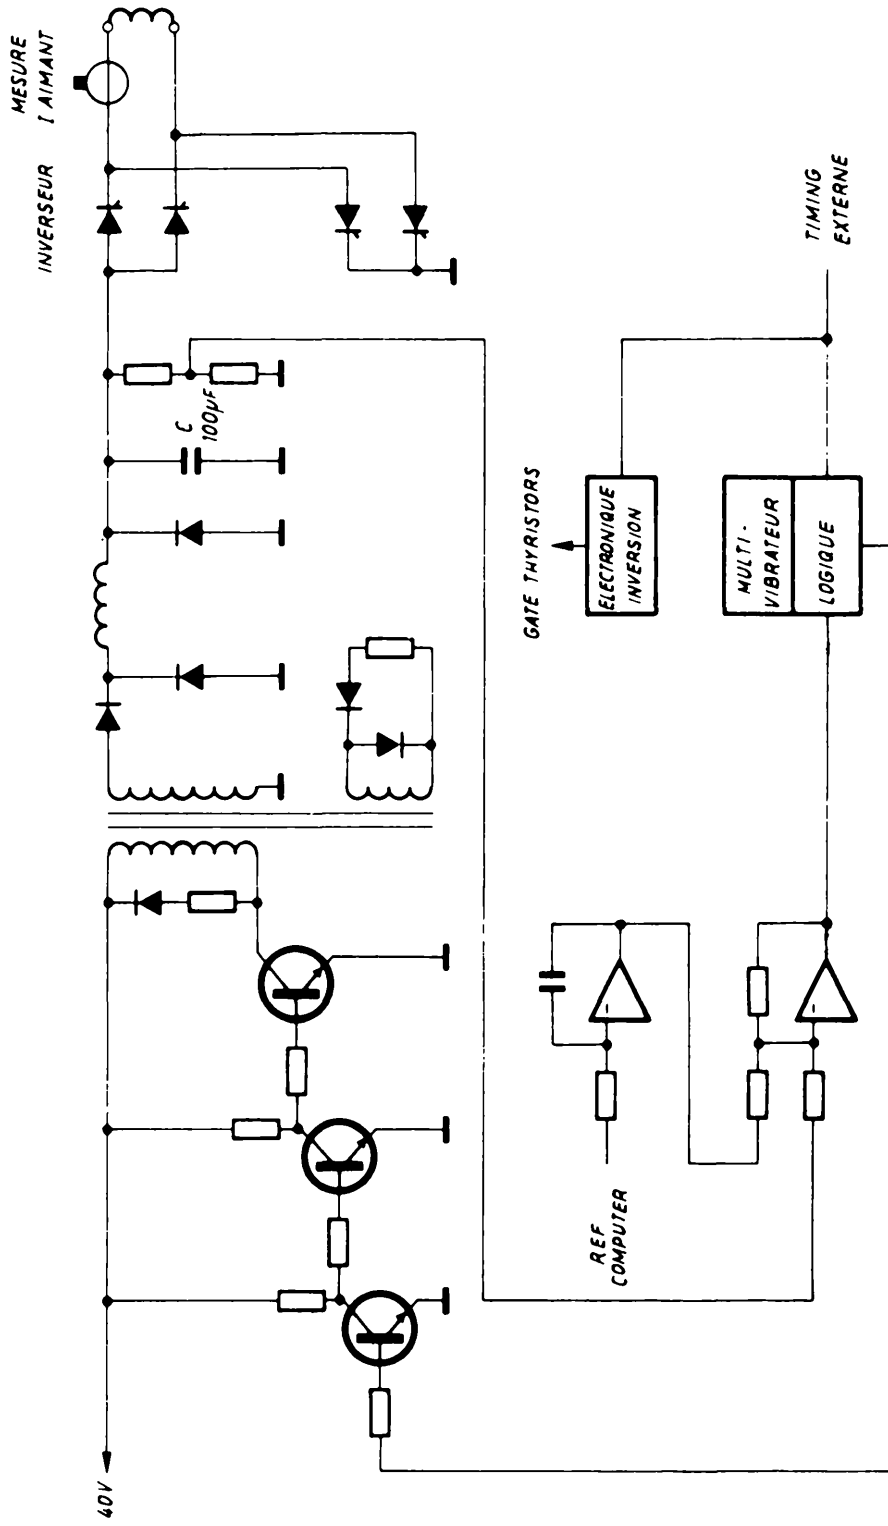 40V
MESURE
I AIMANT
INVERSEUR
C
100µF
GATE THYRISTORS
ELECTRONIQUE
INVERSION
REF
COMPUTER
MULTI-
VIBRATEUR
LOGIQUE
TIMING
EXTERNE